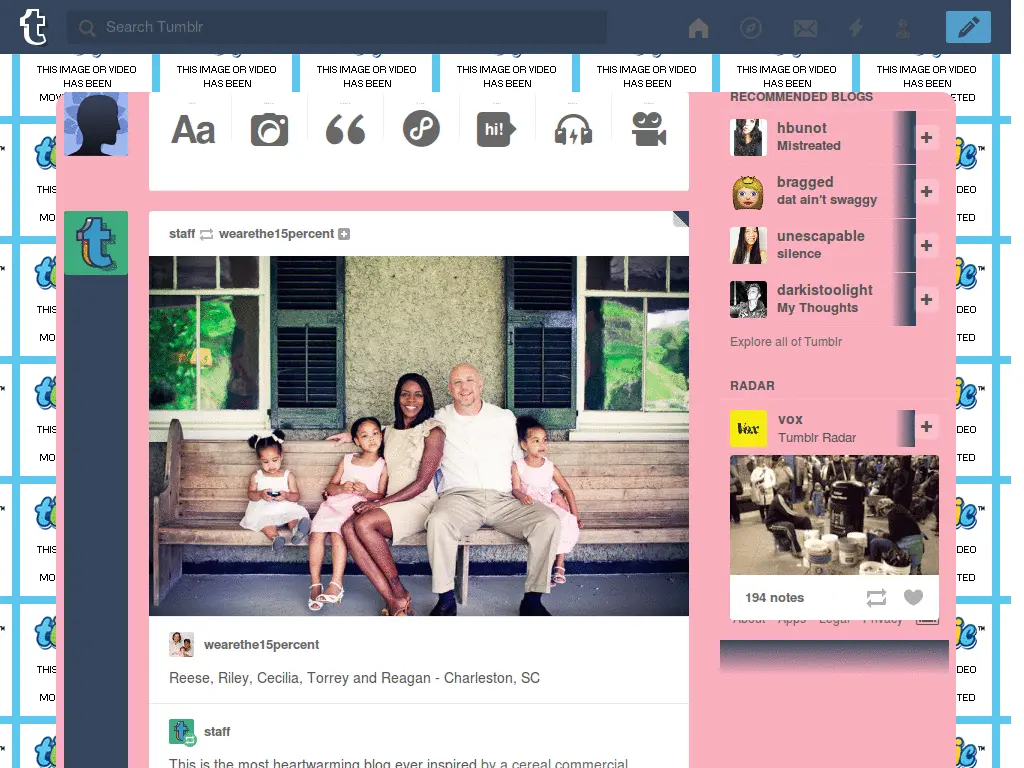 Search Tumblr
THIS IMAGE OR VIDEO THIS IMAGE OR VIDEO THIS IMAGE OR VIDEO THIS IMAGE OR VIDEO THIS IMAGE OR VIDEO THIS IMAGE OR VIDEO THIS IMAGE OR VIDEO
HAS BEEN HAS BEEN HAS BEEN HAS BEEN HAS BEEN HAS BEEN HAS BEEN
Aa
hi!
staff wearethe15percent
wearethe15percent
Reese, Riley, Cecilia, Torrey and Reagan - Charleston, SC
staff
This is the most heartwarming blog ever inspired by a cereal commercial
RECOMMENDED BLOGS
hbunot
Mistreated
bragged
dat ain't swaggy
unescapable
silence
darkistoolight
My Thoughts
Explore all of Tumblr
RADAR
Vox
vox
Tumblr Radar
194 notes
About Apps Legal Privacy